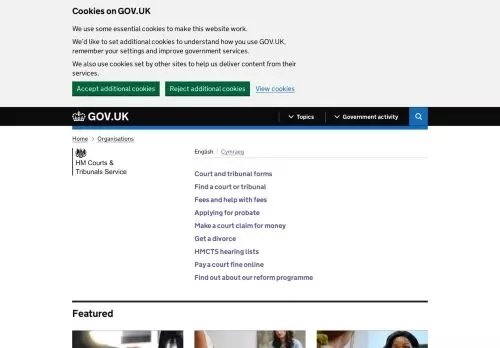 Cookies on GOV.UK
We use some essential cookies to make this website work.
We'd like to set additional cookies to understand how you use GOV.UK,
remember your settings and improve government services.
We also use cookies set by other sites to help us deliver content from their
services.
Accept additional cookies Reject additional cookies View cookies
GOV.UK Topics Government activity
Home > Organisations
HM Courts &
Tribunals Service
English Cymraeg
Court and tribunal forms
Find a court or tribunal
Fees and help with fees
Applying for probate
Make a court claim for money
Get a divorce
HMCTS hearing lists
Pay a court fine online
Find out about our reform programme
Featured